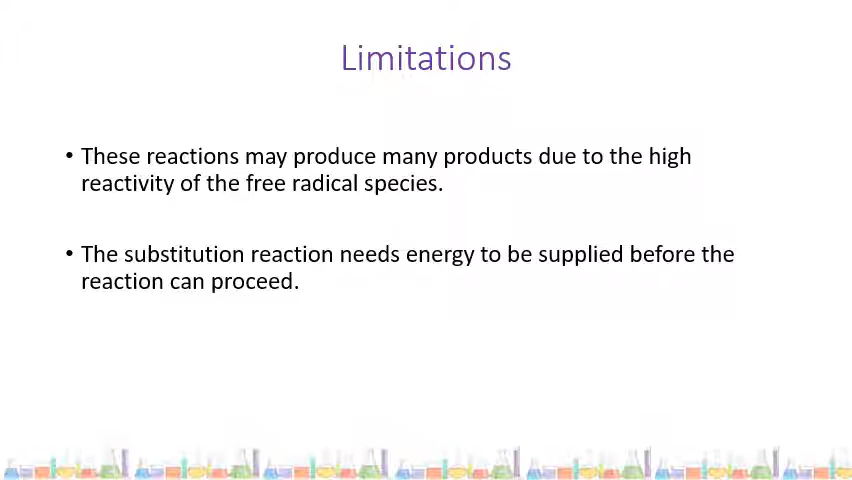 Limitations
• These reactions may produce many products due to the high
reactivity of the free radical species.
• The substitution reaction needs energy to be supplied before the
reaction can proceed.